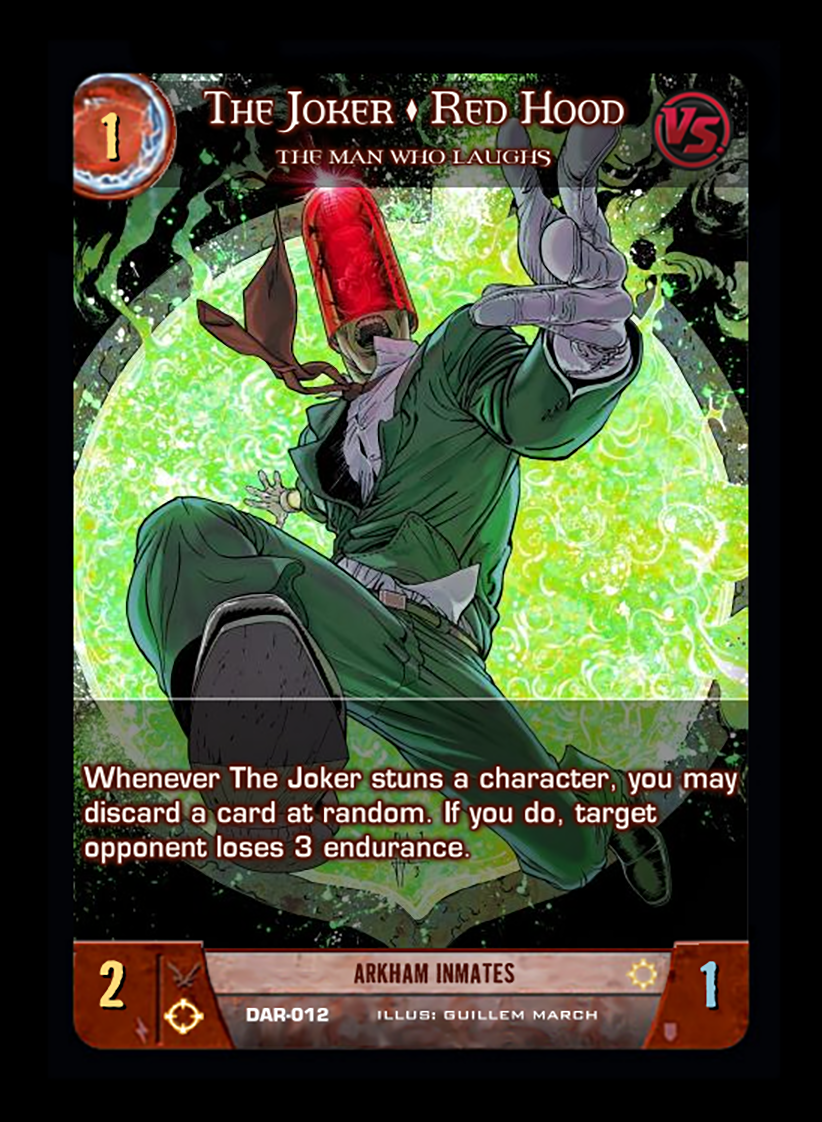 1
The Joker ♦ Red Hood
VS.
The Man Who Laughs
Whenever The Joker stuns a character, you may
discard a card at random. If you do, target
opponent loses 3 endurance.
2
ARKHAM INMATES
1
DAR-012
ILLUS: GUILLEM MARCH